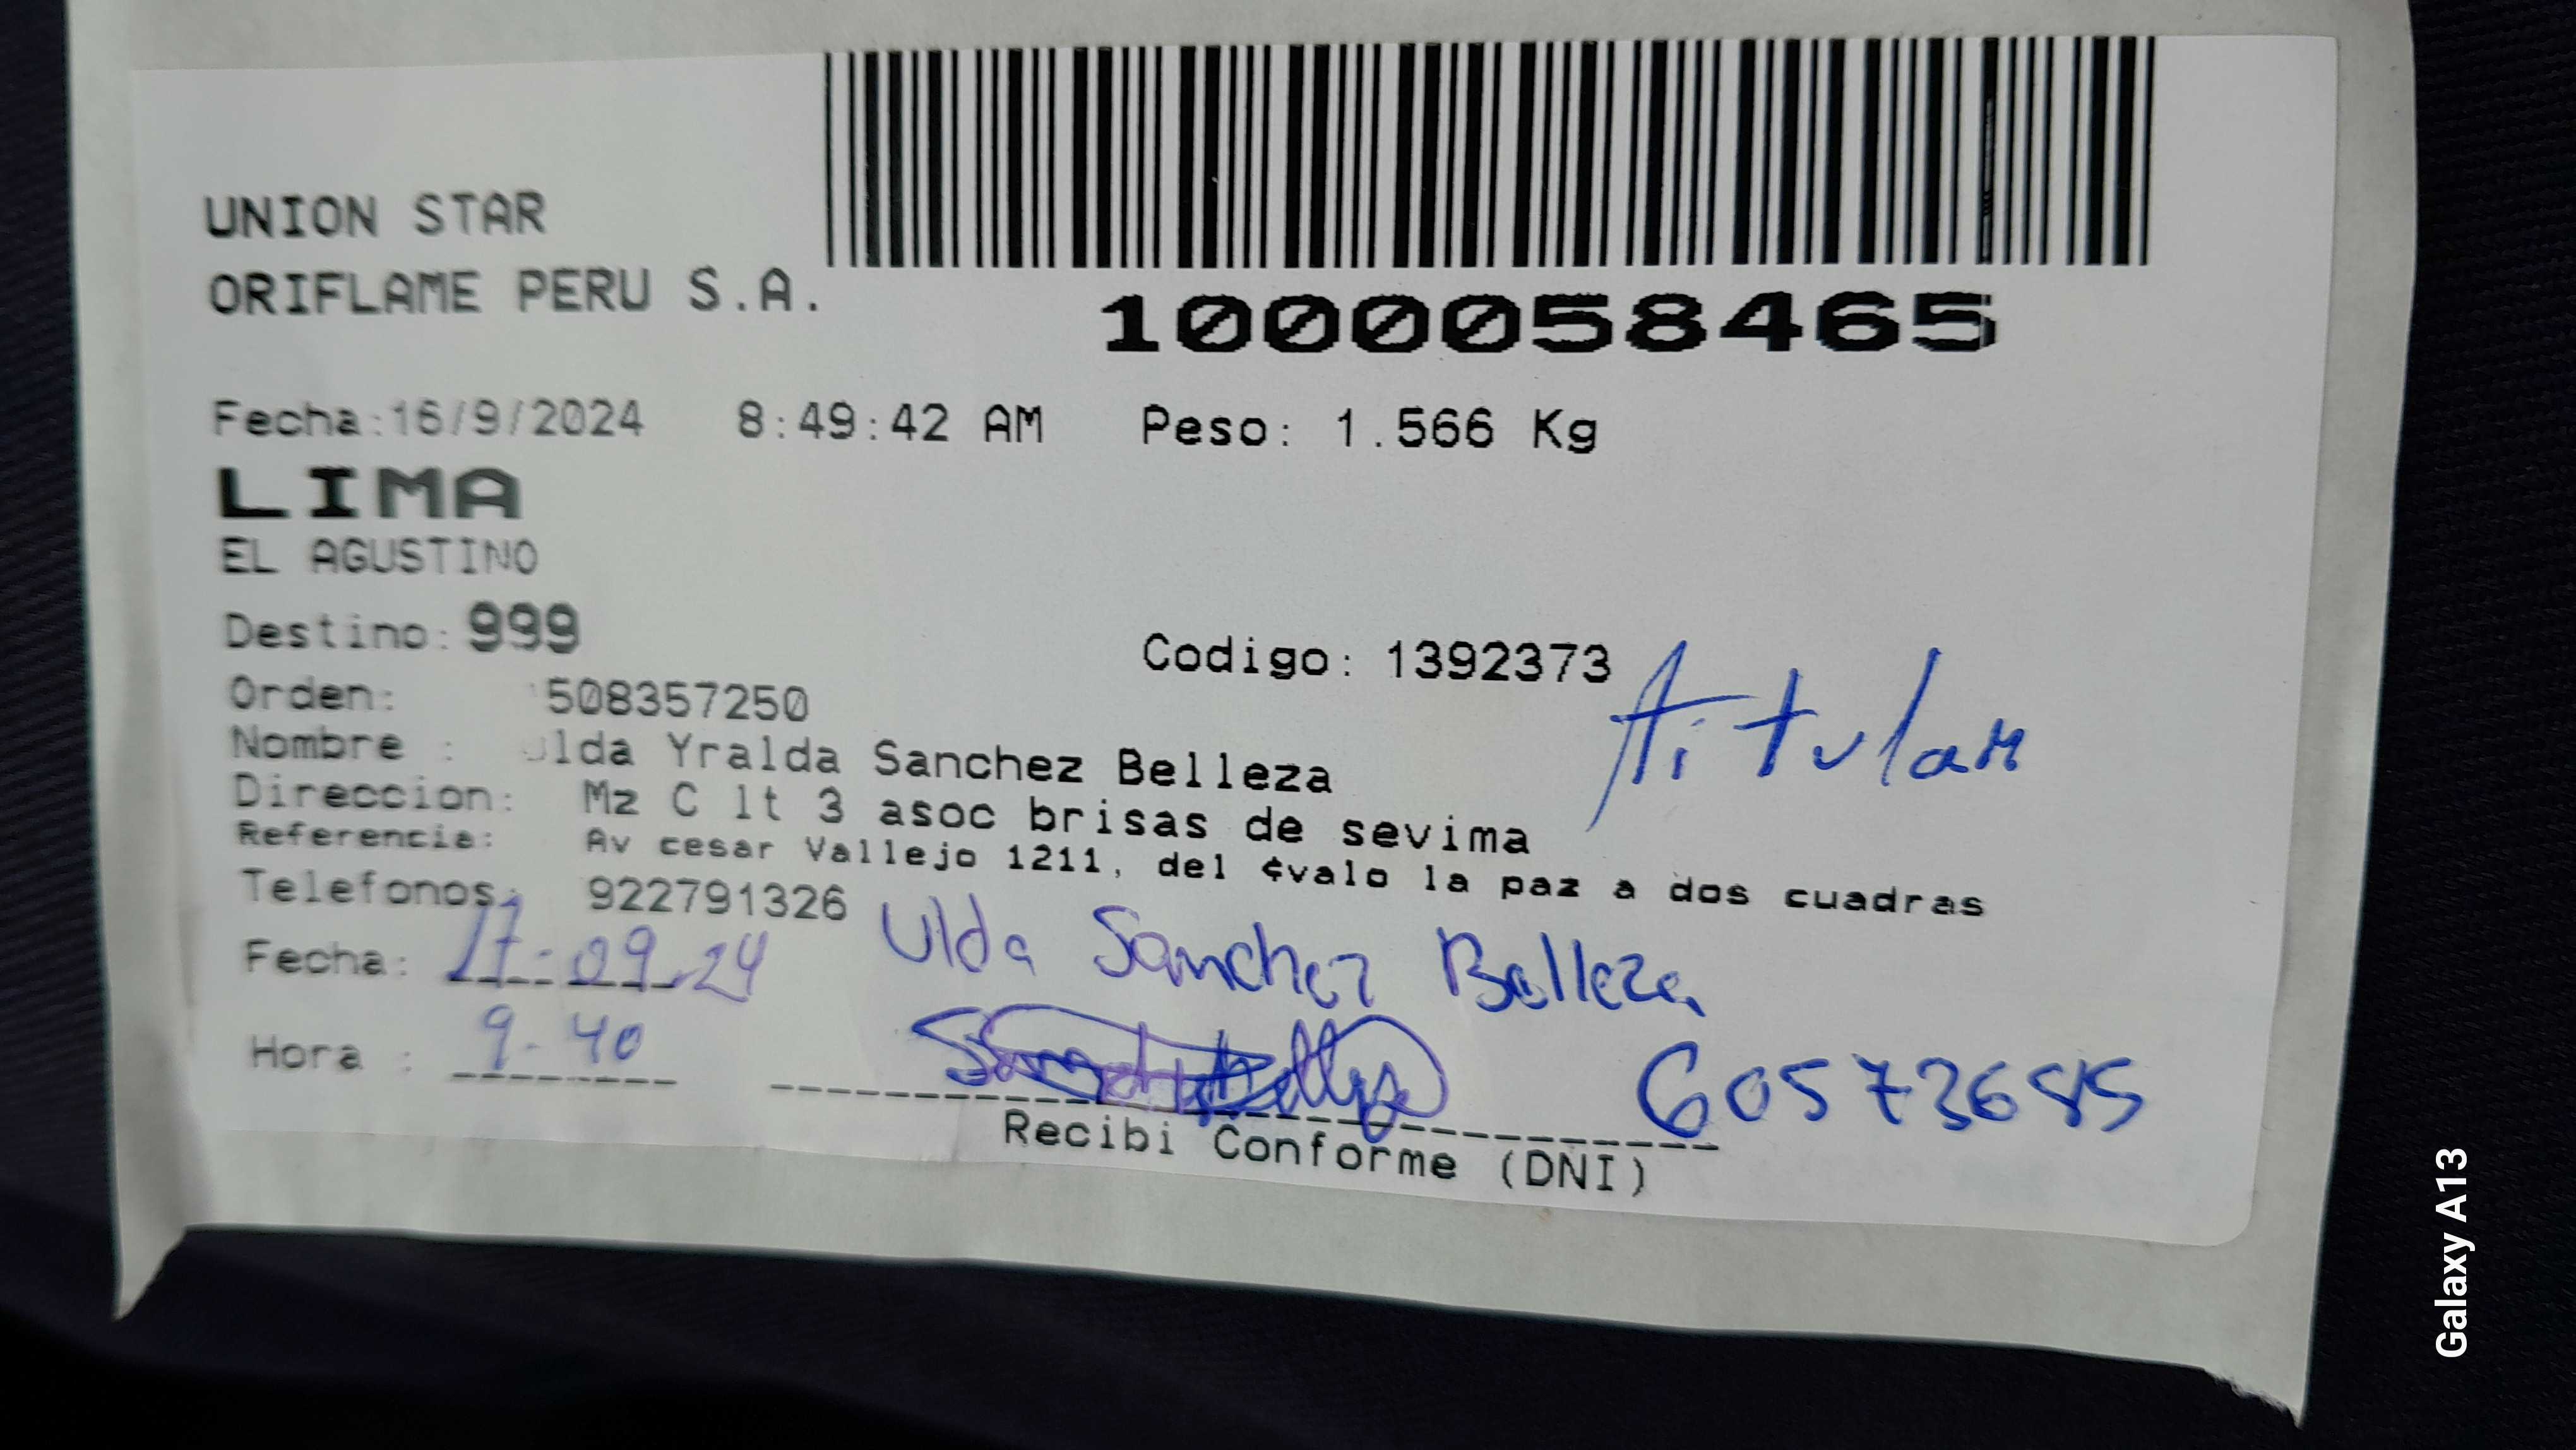 UNION STAR
ORIFLAME PERU S.A.
1000058465
Fecha:16/9/2024 8:49:42 AM Peso: 1.566 Kg
LIMA
EL AGUSTINO
Destino: 999
Codigo: 1392373
titular
Orden: 508357250
Nombre : Ulda Yralda Sanchez Belleza
Direccion: Mz C lt 3 asoc brisas de sevima
Referencia: Av cesar Vallejo 1211, del ¢valo la paz a dos cuadras
Telefonos: 922791326
Ulda Sanchez Belleza
Fecha: 17-09-24
Hora : 9-40
Recibi Conforme (DNI)
Galaxy A13